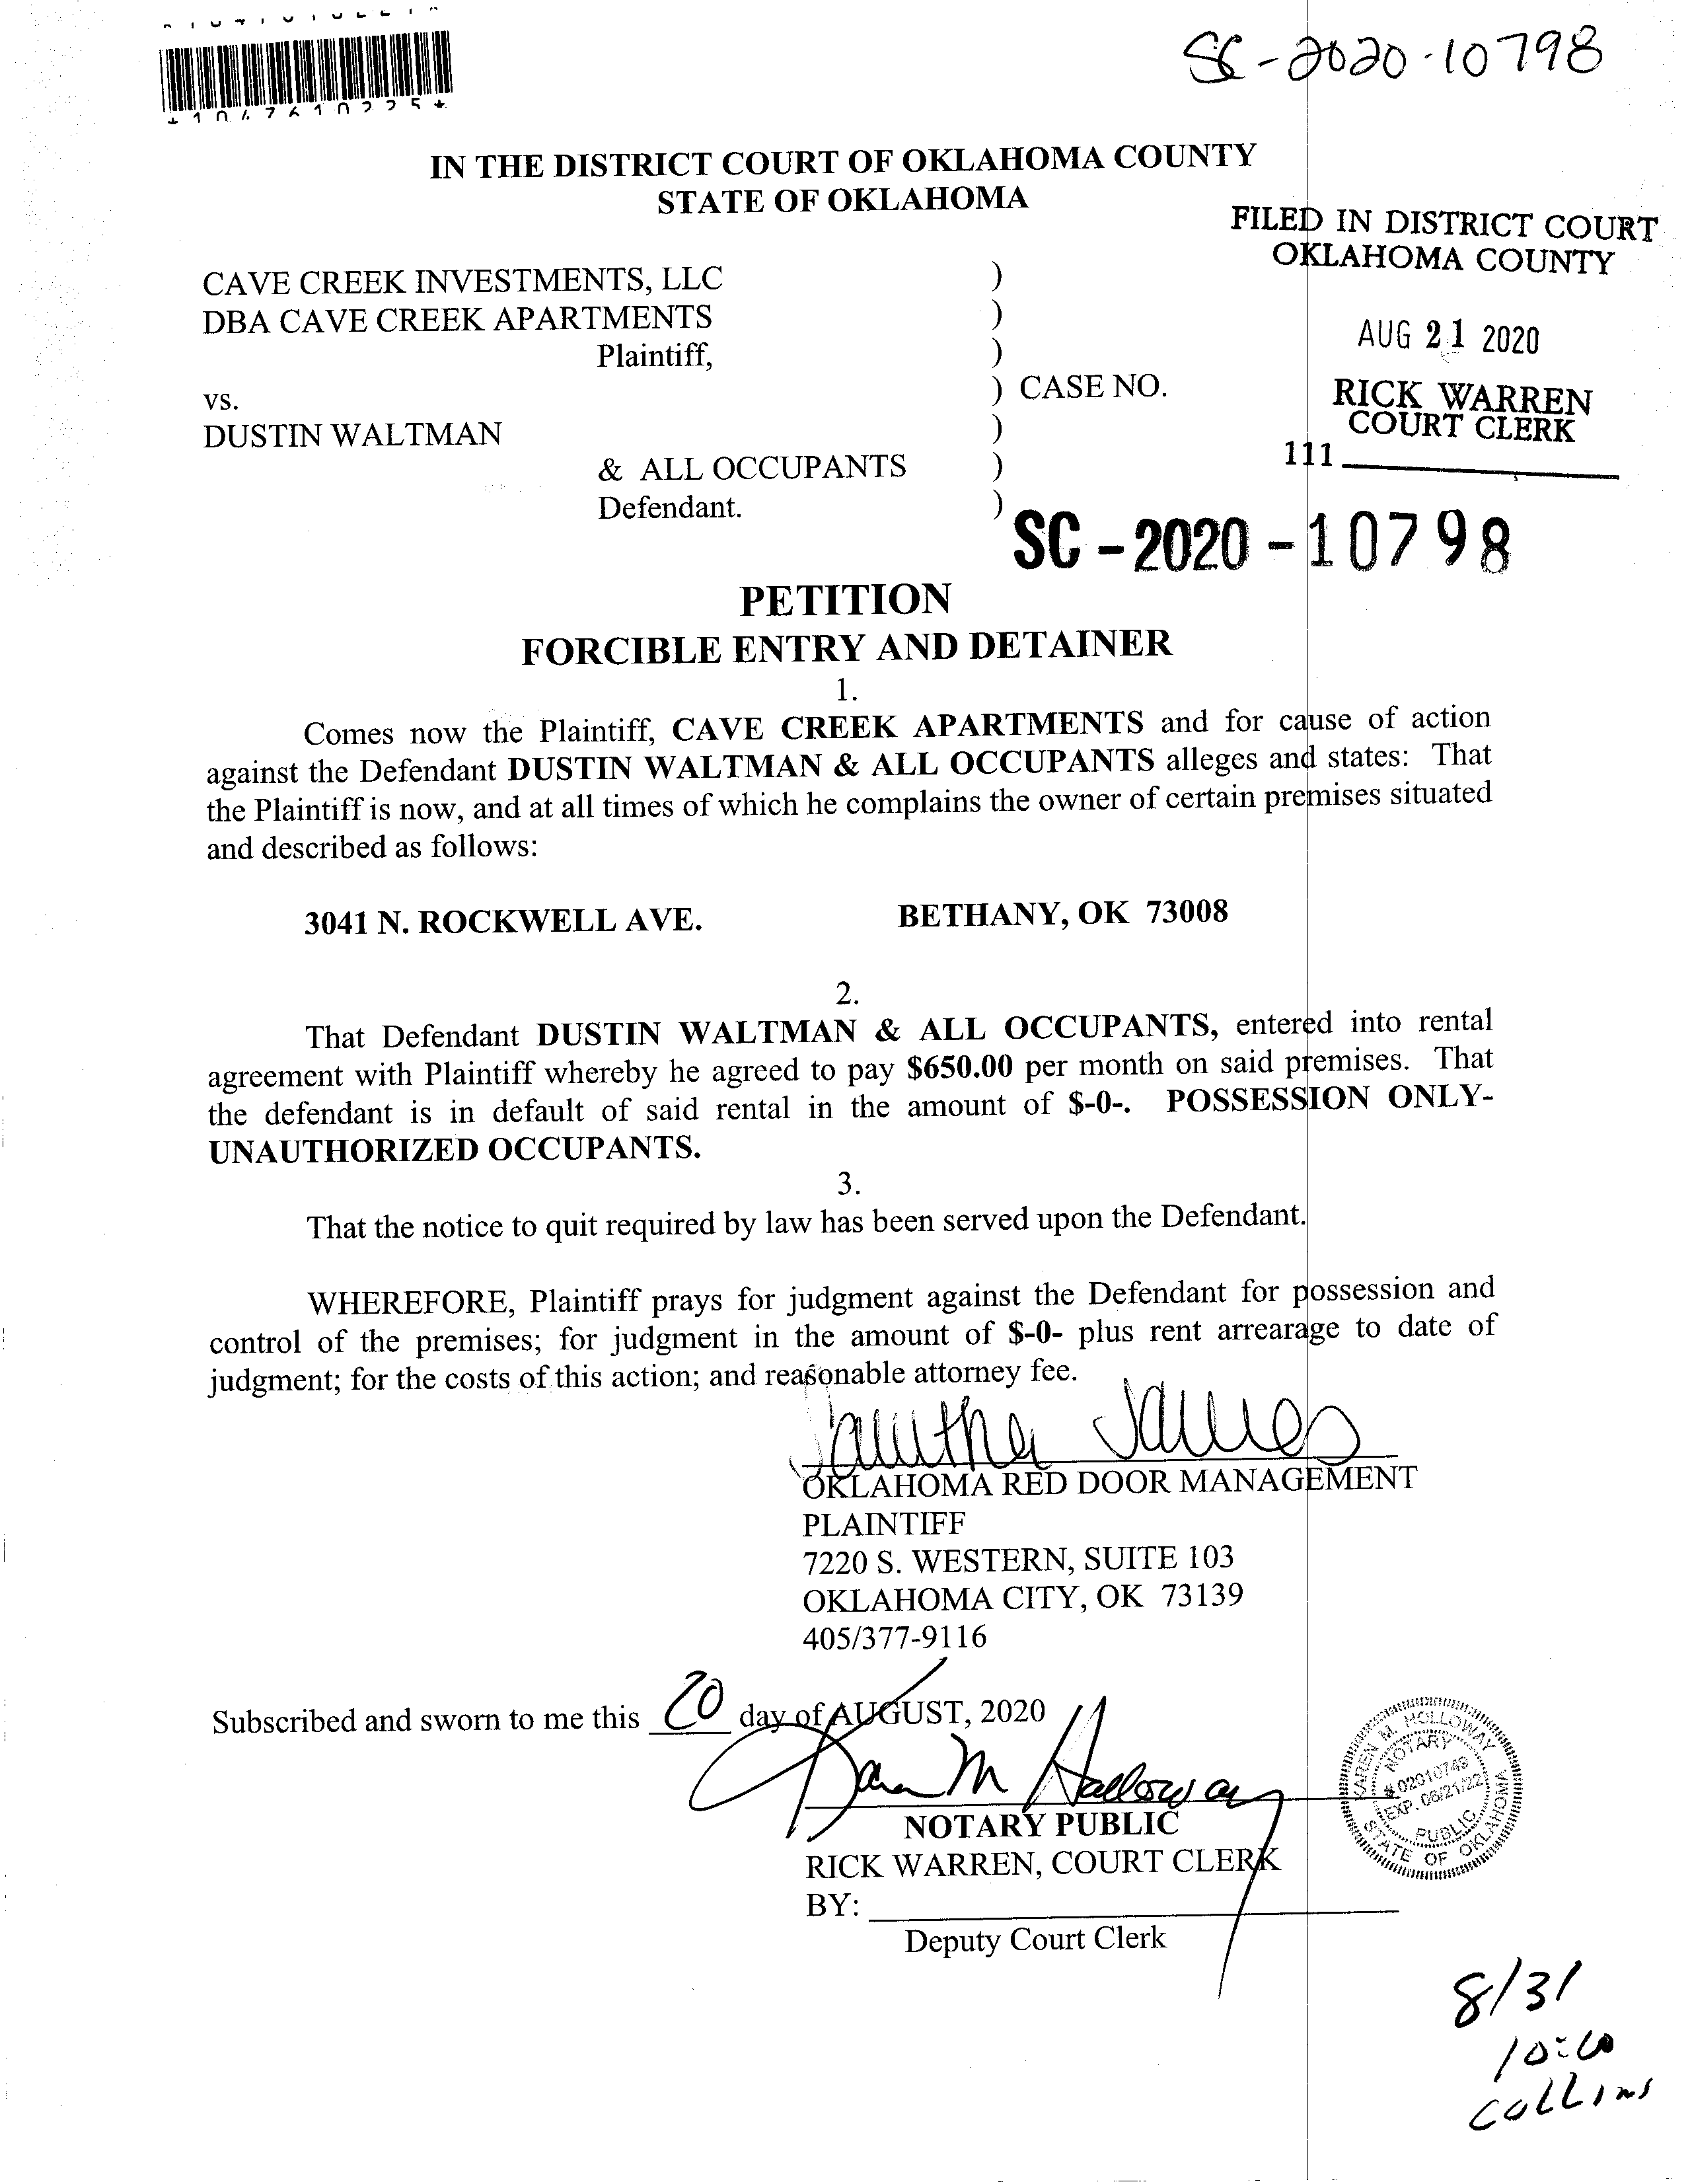 *1047610225*
SC-2020-10798
IN THE DISTRICT COURT OF OKLAHOMA COUNTY
STATE OF OKLAHOMA
FILED IN DISTRICT COURT
OKLAHOMA COUNTY
AUG 21 2020
RICK WARREN
COURT CLERK
111
CAVE CREEK INVESTMENTS, LLC )
DBA CAVE CREEK APARTMENTS )
Plaintiff, )
vs. ) CASE NO.
DUSTIN WALTMAN )
& ALL OCCUPANTS )
Defendant. )
SC-2020-10798
PETITION
FORCIBLE ENTRY AND DETAINER
1.
Comes now the Plaintiff, CAVE CREEK APARTMENTS and for cause of action
against the Defendant DUSTIN WALTMAN & ALL OCCUPANTS alleges and states: That
the Plaintiff is now, and at all times of which he complains the owner of certain premises situated
and described as follows:
3041 N. ROCKWELL AVE. BETHANY, OK 73008
2.
That Defendant DUSTIN WALTMAN & ALL OCCUPANTS, entered into rental
agreement with Plaintiff whereby he agreed to pay $650.00 per month on said premises. That
the defendant is in default of said rental in the amount of $-0-. POSSESSION ONLY-
UNAUTHORIZED OCCUPANTS.
3.
That the notice to quit required by law has been served upon the Defendant.
WHEREFORE, Plaintiff prays for judgment against the Defendant for possession and
control of the premises; for judgment in the amount of $-0- plus rent arrearage to date of
judgment; for the costs of this action; and reasonable attorney fee.
James
OKLAHOMA RED DOOR MANAGEMENT
PLAINTIFF
7220 S. WESTERN, SUITE 103
OKLAHOMA CITY, OK 73139
405/377-9116
Subscribed and sworn to me this 20 day of AUGUST, 2020
Karen M Holloway
NOTARY PUBLIC
RICK WARREN, COURT CLERK
BY:
Deputy Court Clerk
KAREN M. HOLLOWAY
NOTARY
# 02010749
EXP. 06/21/22
PUBLIC
STATE OF OKLAHOMA
8/31
10:00
Collins